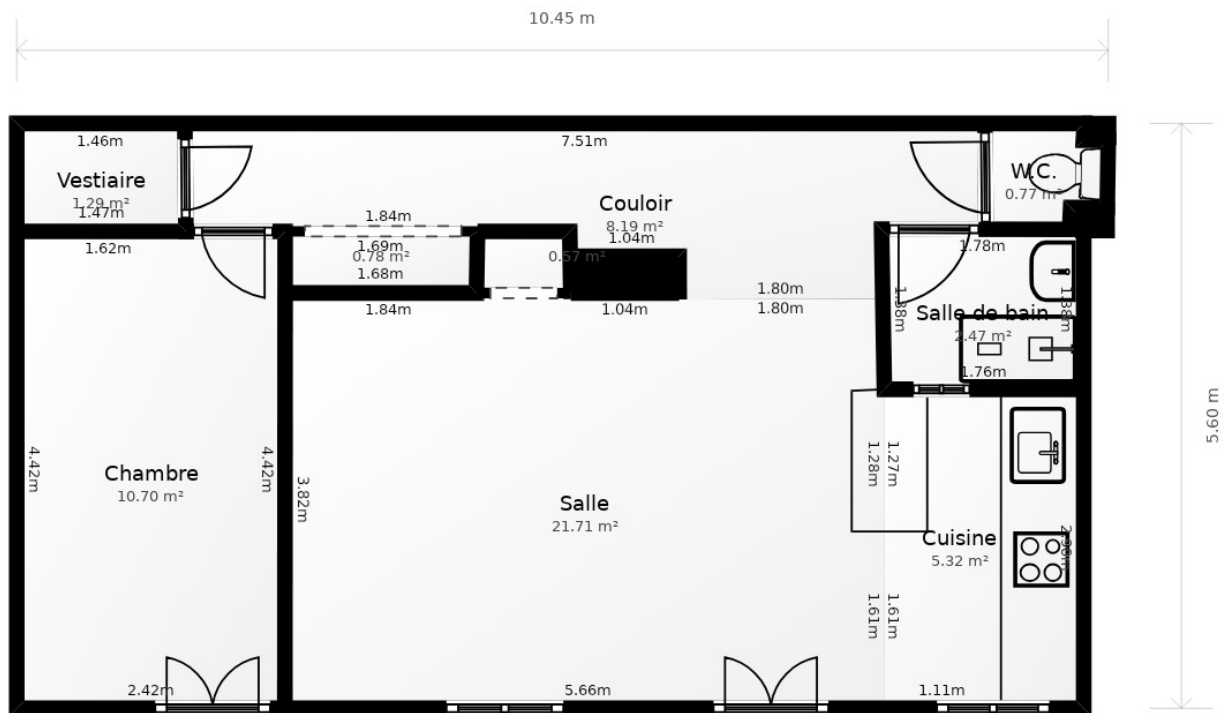 10.45 m
1.46m
7.51m
Vestiaire
1.29 m²
1.47m
W.C.
0.77 m²
Couloir
8.19 m²
1.04m
1.84m
1.62m
1.69m
0.78 m²
1.68m
0.57 m²
1.78m
1.80m
1.84m
1.04m
1.80m
1.38m
Salle de bain
2.47 m²
1.38m
1.76m
5.60 m
4.42m
Chambre
10.70 m²
4.42m
3.82m
Salle
21.71 m²
1.28m
1.27m
Cuisine
5.32 m²
1.61m
1.61m
2.42m
5.66m
1.11m